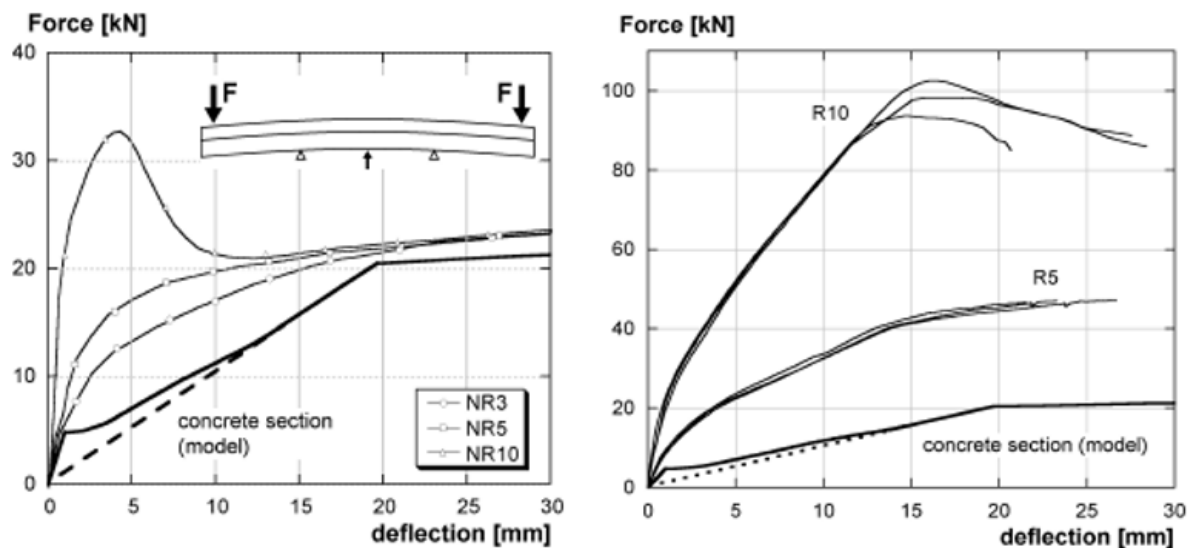 Force [kN]
40
30
20
10
0
F
F
concrete section
(model)
NR3
NR5
NR10
0
5
10
15
20
25
30
deflection [mm]
Force [kN]
100
80
60
40
20
0
R10
R5
concrete section (model)
0
5
10
15
20
25
30
deflection [mm]